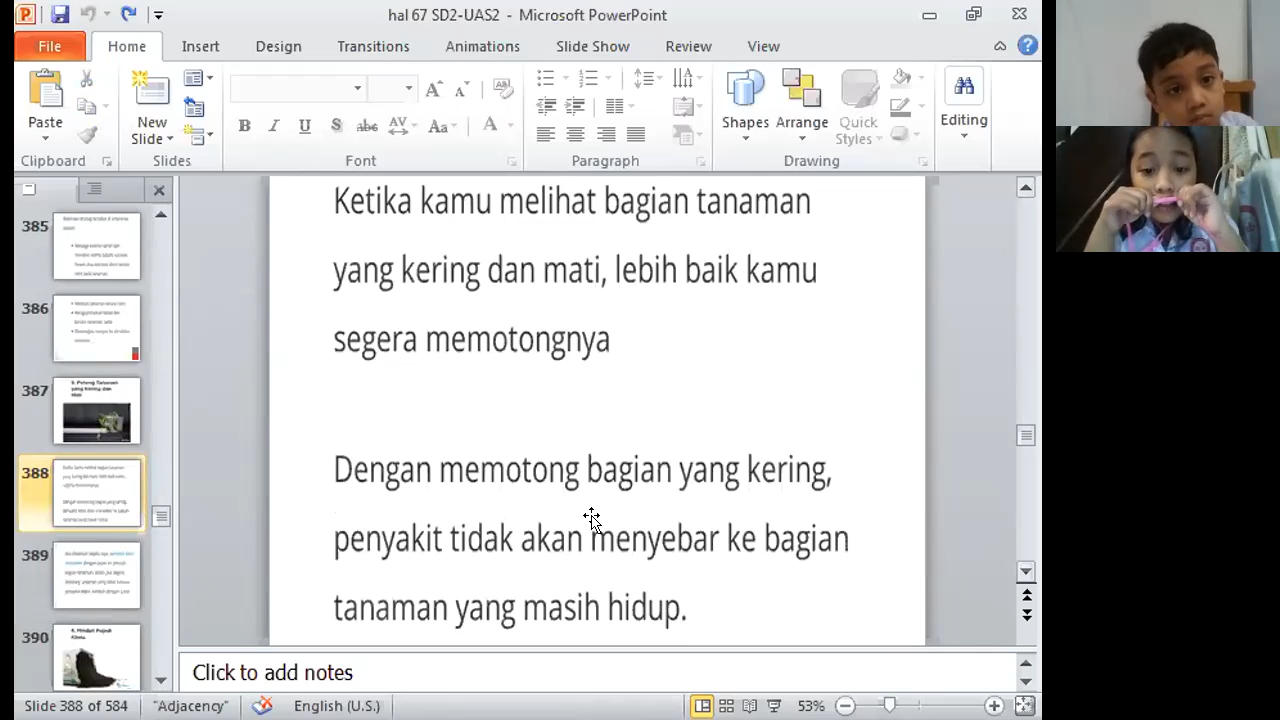 hal 67 SD2-UAS2 - Microsoft PowerPoint
File Home Insert Design Transitions Animations Slide Show Review View
Paste
New
Slide
Shapes Arrange Quick
Styles
Editing
Clipboard Slides Font Paragraph Drawing
385
386
387
388
389
390
Ketika kamu melihat bagian tanaman
yang kering dan mati, lebih baik kamu
segera memotongnya
Dengan memotong bagian yang kering,
penyakit tidak akan menyebar ke bagian
tanaman yang masih hidup.
Click to add notes
Slide 388 of 584 "Adjacency" English (U.S.) 53%